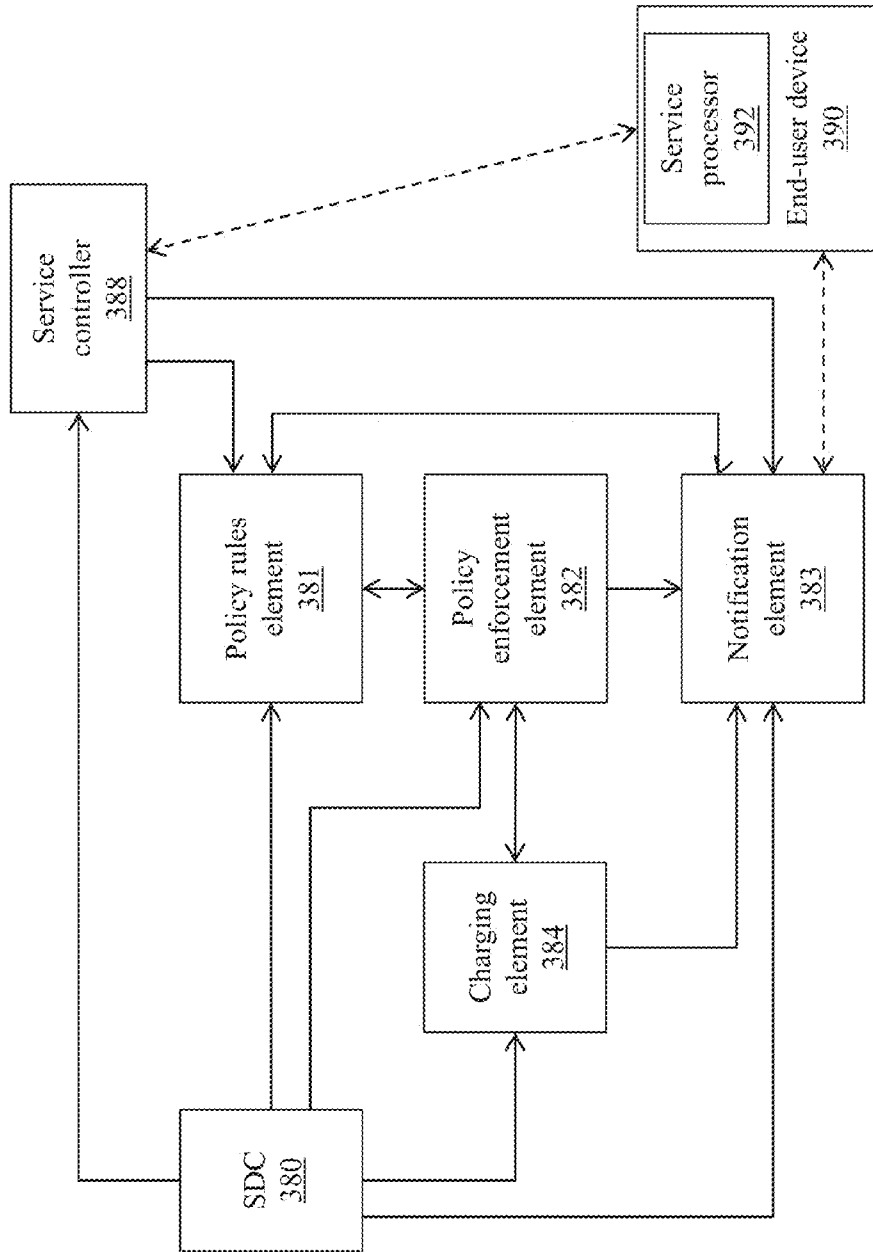 SDC
380
Service
controller
388
Policy rules
element
381
Policy
enforcement
element
382
Charging
element
384
Notification
element
383
Service
processor
392
End-user device
390